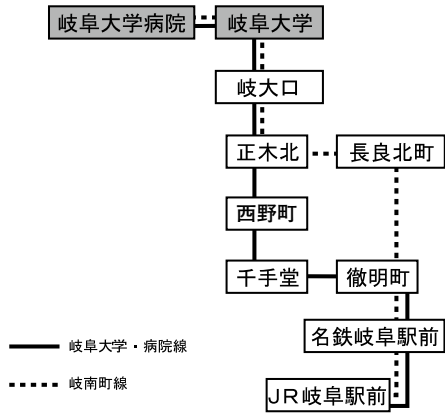 岐阜大学病院
岐阜大学
岐大口
正木北
長良北町
西野町
千手堂
徹明町
名鉄岐阜駅前
JR岐阜駅前
岐阜大学・病院線
岐南町線